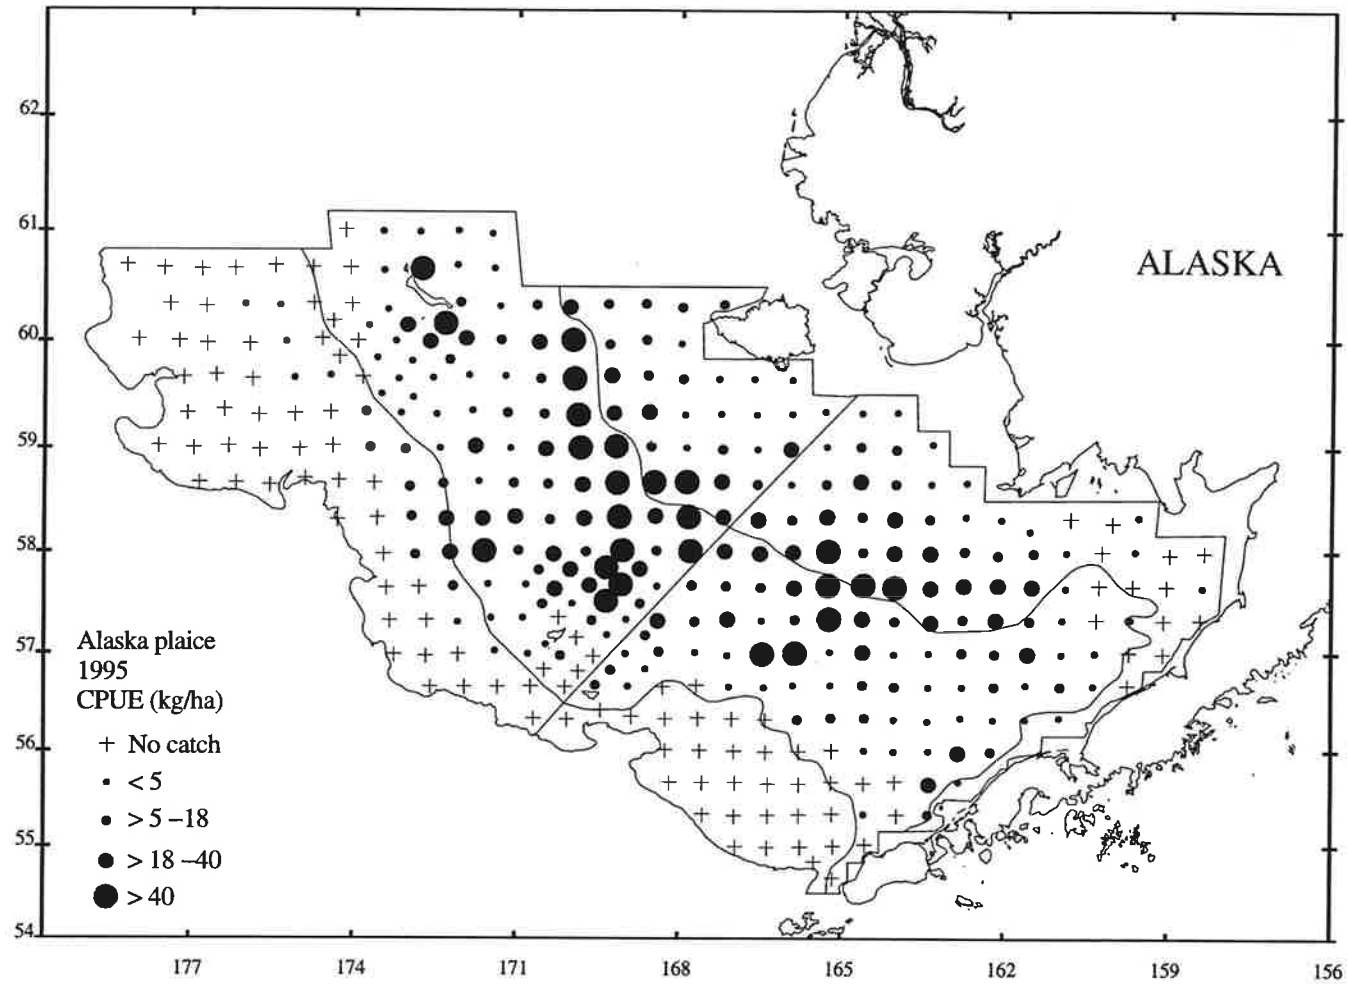 62
61
ALASKA
60
59
58
57
Alaska plaice
1995
CPUE (kg/ha)
+ No catch
< 5
> 5 –18
56
> 18 –40
55
> 40
54
177 174 171 168 165 162 159 156